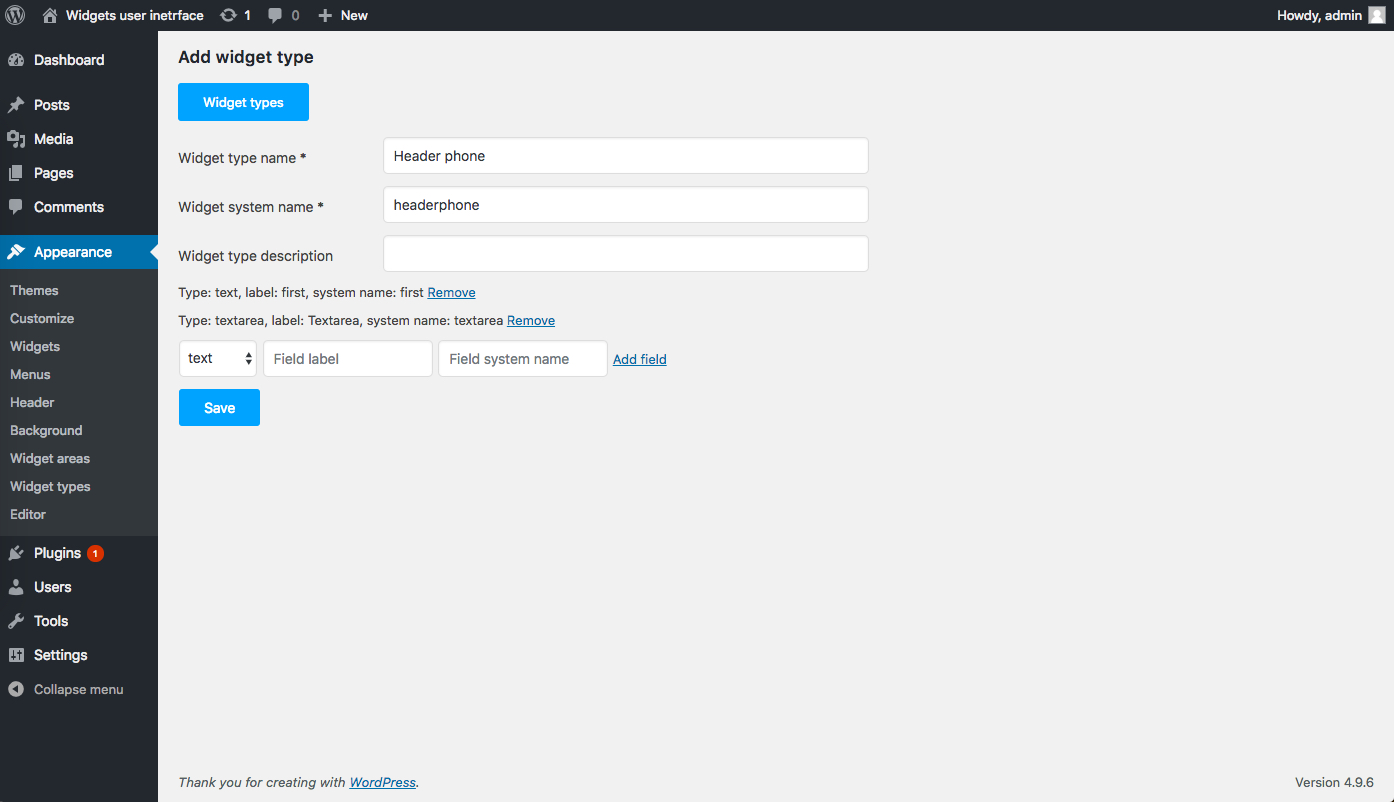 Widgets user inetrface 1 0 New Howdy, admin
Dashboard
Posts
Media
Pages
Comments
Appearance
Themes
Customize
Widgets
Menus
Header
Background
Widget areas
Widget types
Editor
Plugins 1
Users
Tools
Settings
Collapse menu
Add widget type
Widget types
Widget type name * Header phone
Widget system name * headerphone
Widget type description
Type: text, label: first, system name: first Remove
Type: textarea, label: Textarea, system name: textarea Remove
text Field label Field system name Add field
Save
Thank you for creating with WordPress. Version 4.9.6